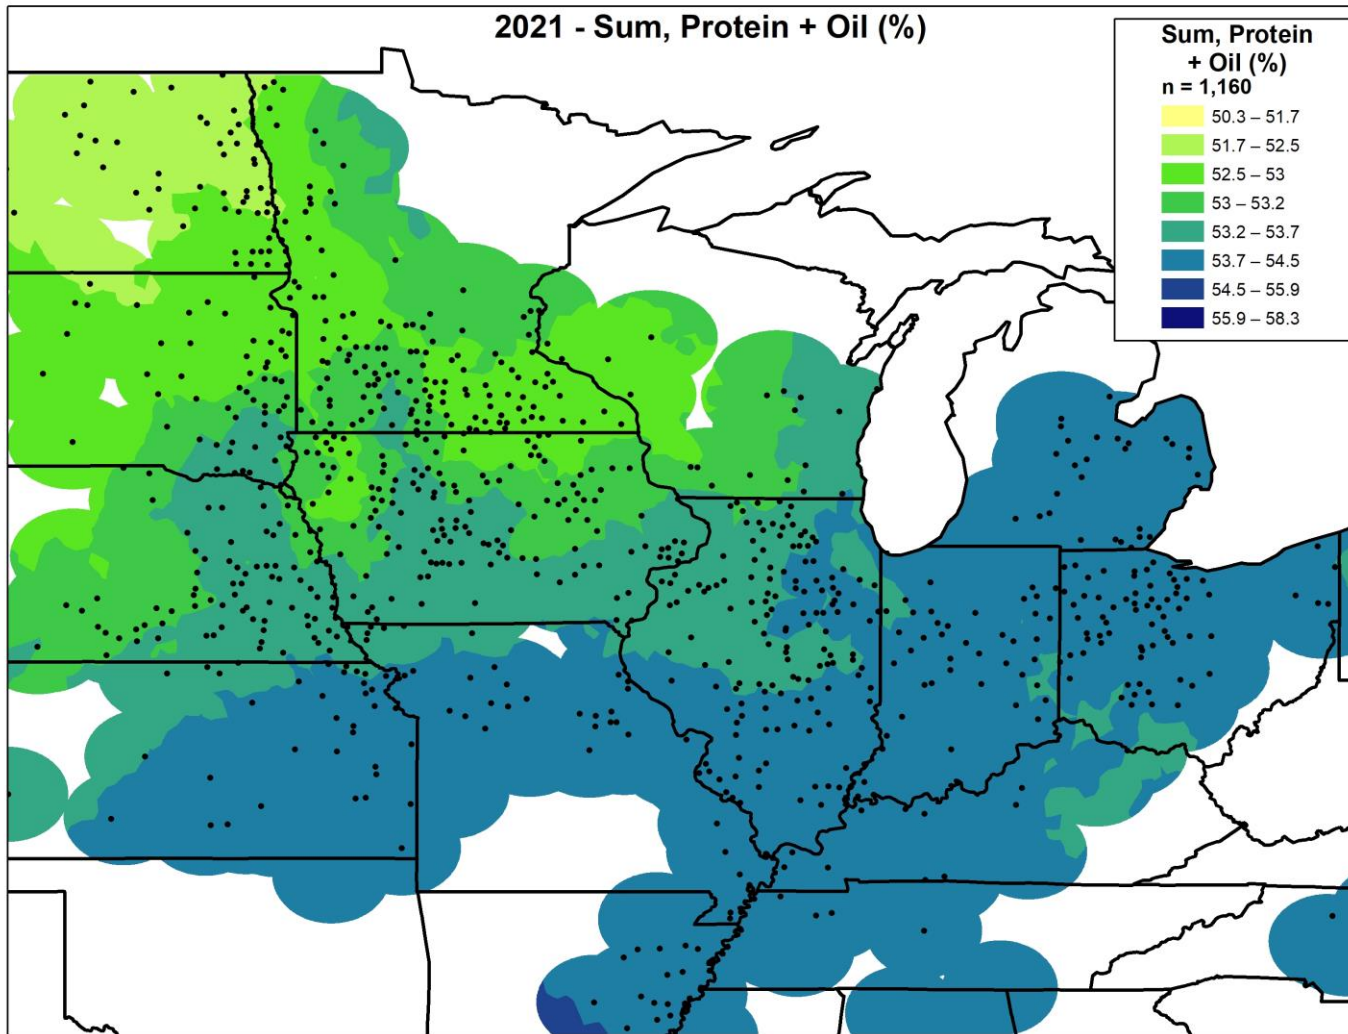 2021 - Sum, Protein + Oil (%)
Sum, Protein
+ Oil (%)
n = 1,160
50.3 – 51.7
51.7 – 52.5
52.5 – 53
53 – 53.2
53.2 – 53.7
53.7 – 54.5
54.5 – 55.9
55.9 – 58.3